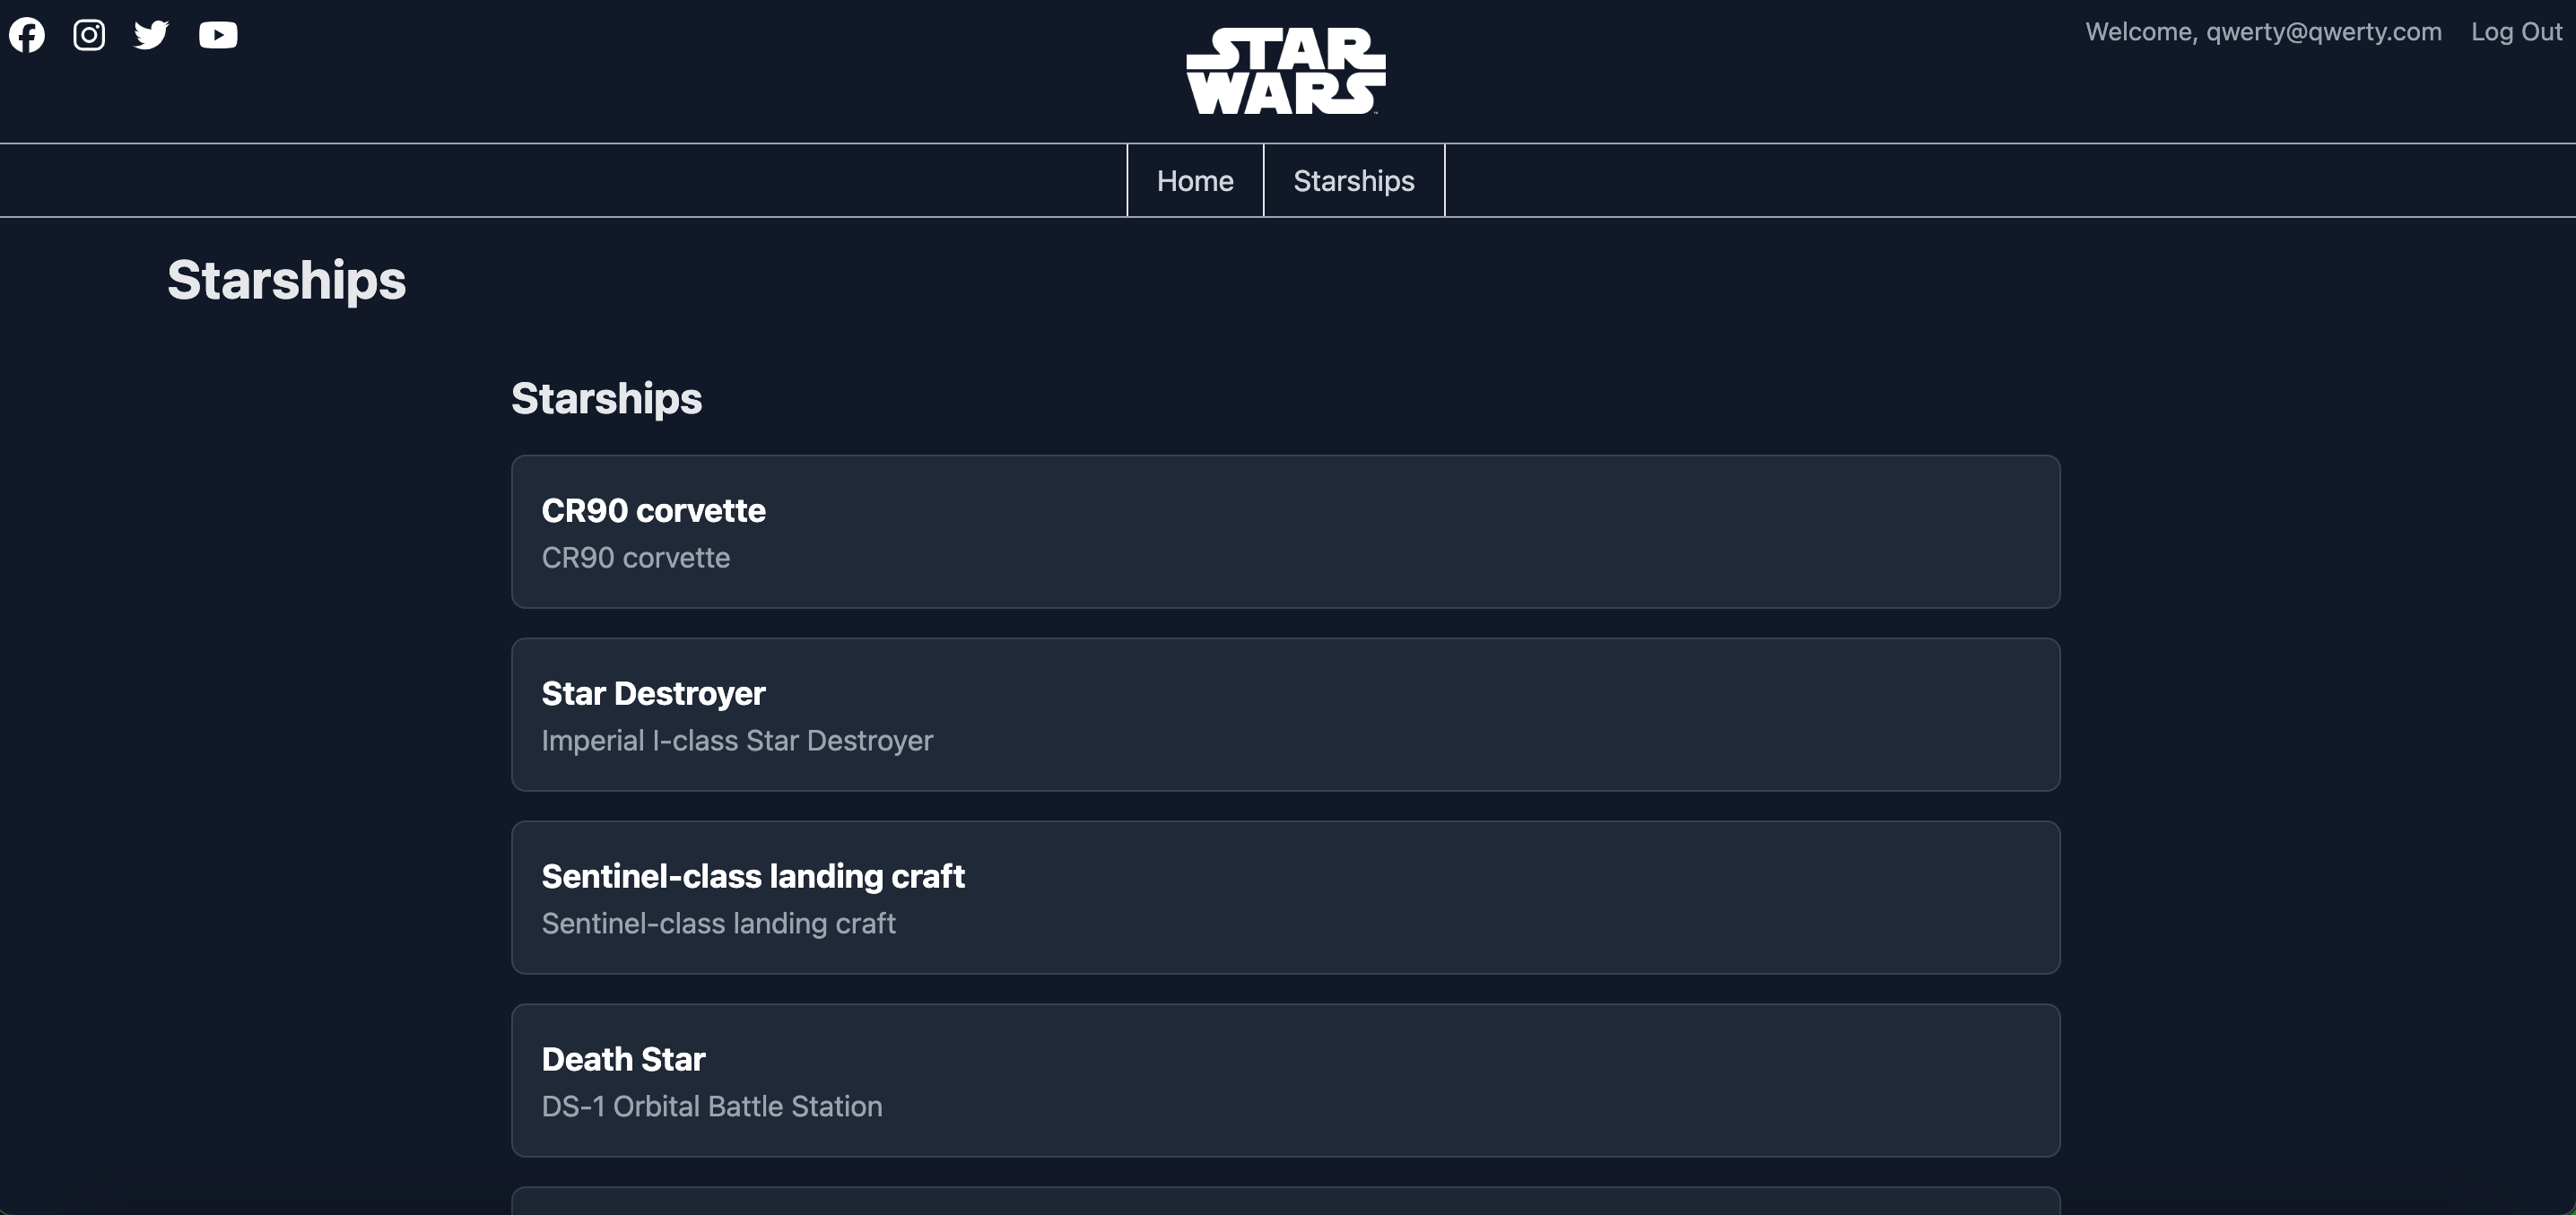 STAR
WARS
Welcome, qwerty@qwerty.com Log Out
Home Starships
Starships
Starships
CR90 corvette
CR90 corvette
Star Destroyer
Imperial I-class Star Destroyer
Sentinel-class landing craft
Sentinel-class landing craft
Death Star
DS-1 Orbital Battle Station